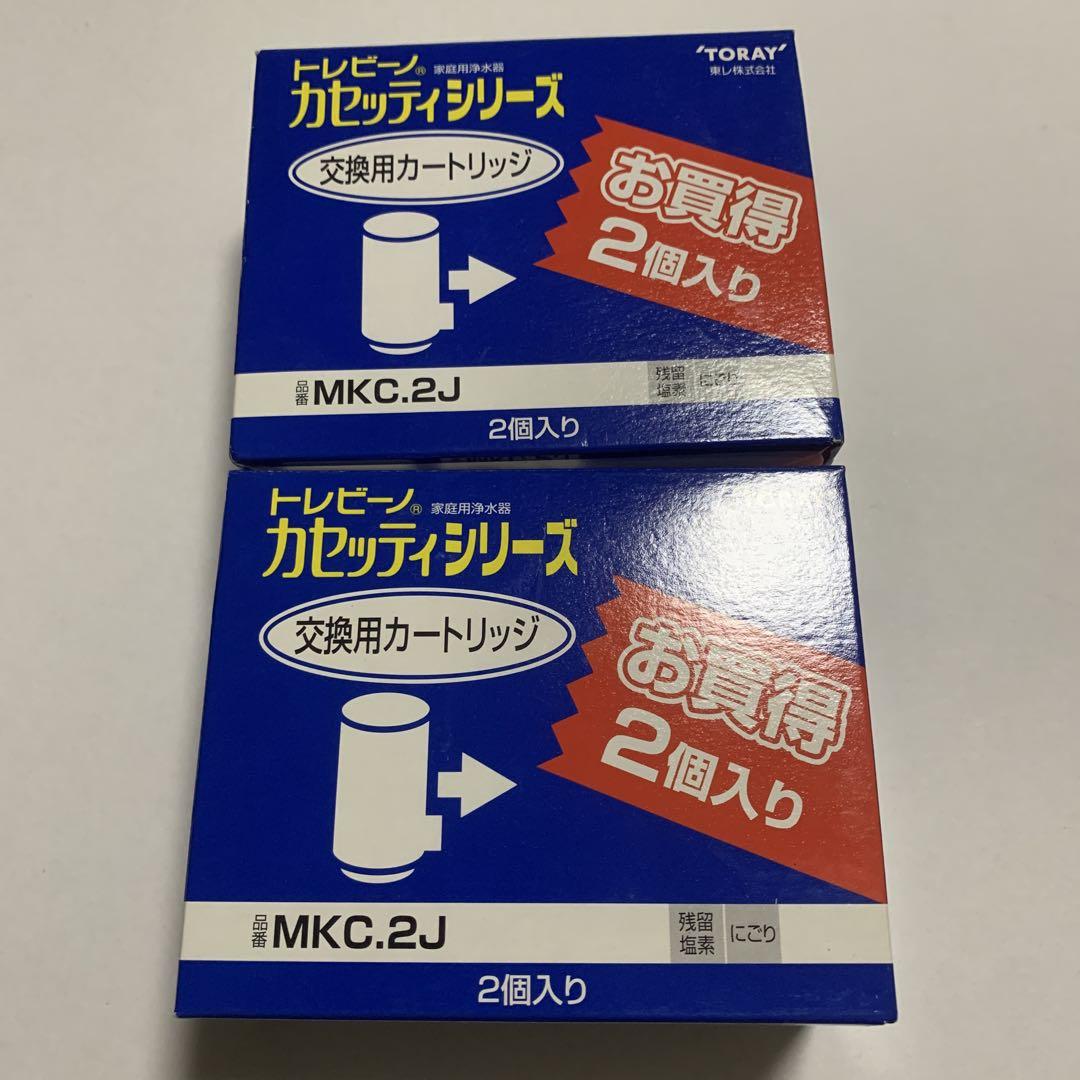 トレビーノ® 家庭用浄水器
カセッティシリーズ
'TORAY'
東レ株式会社
交換用カートリッジ
お買得
2個入り
品番 MKC.2J
残留塩素 にごり
2個入り
トレビーノ® 家庭用浄水器
カセッティシリーズ
交換用カートリッジ
お買得
2個入り
品番 MKC.2J
残留塩素 にごり
2個入り